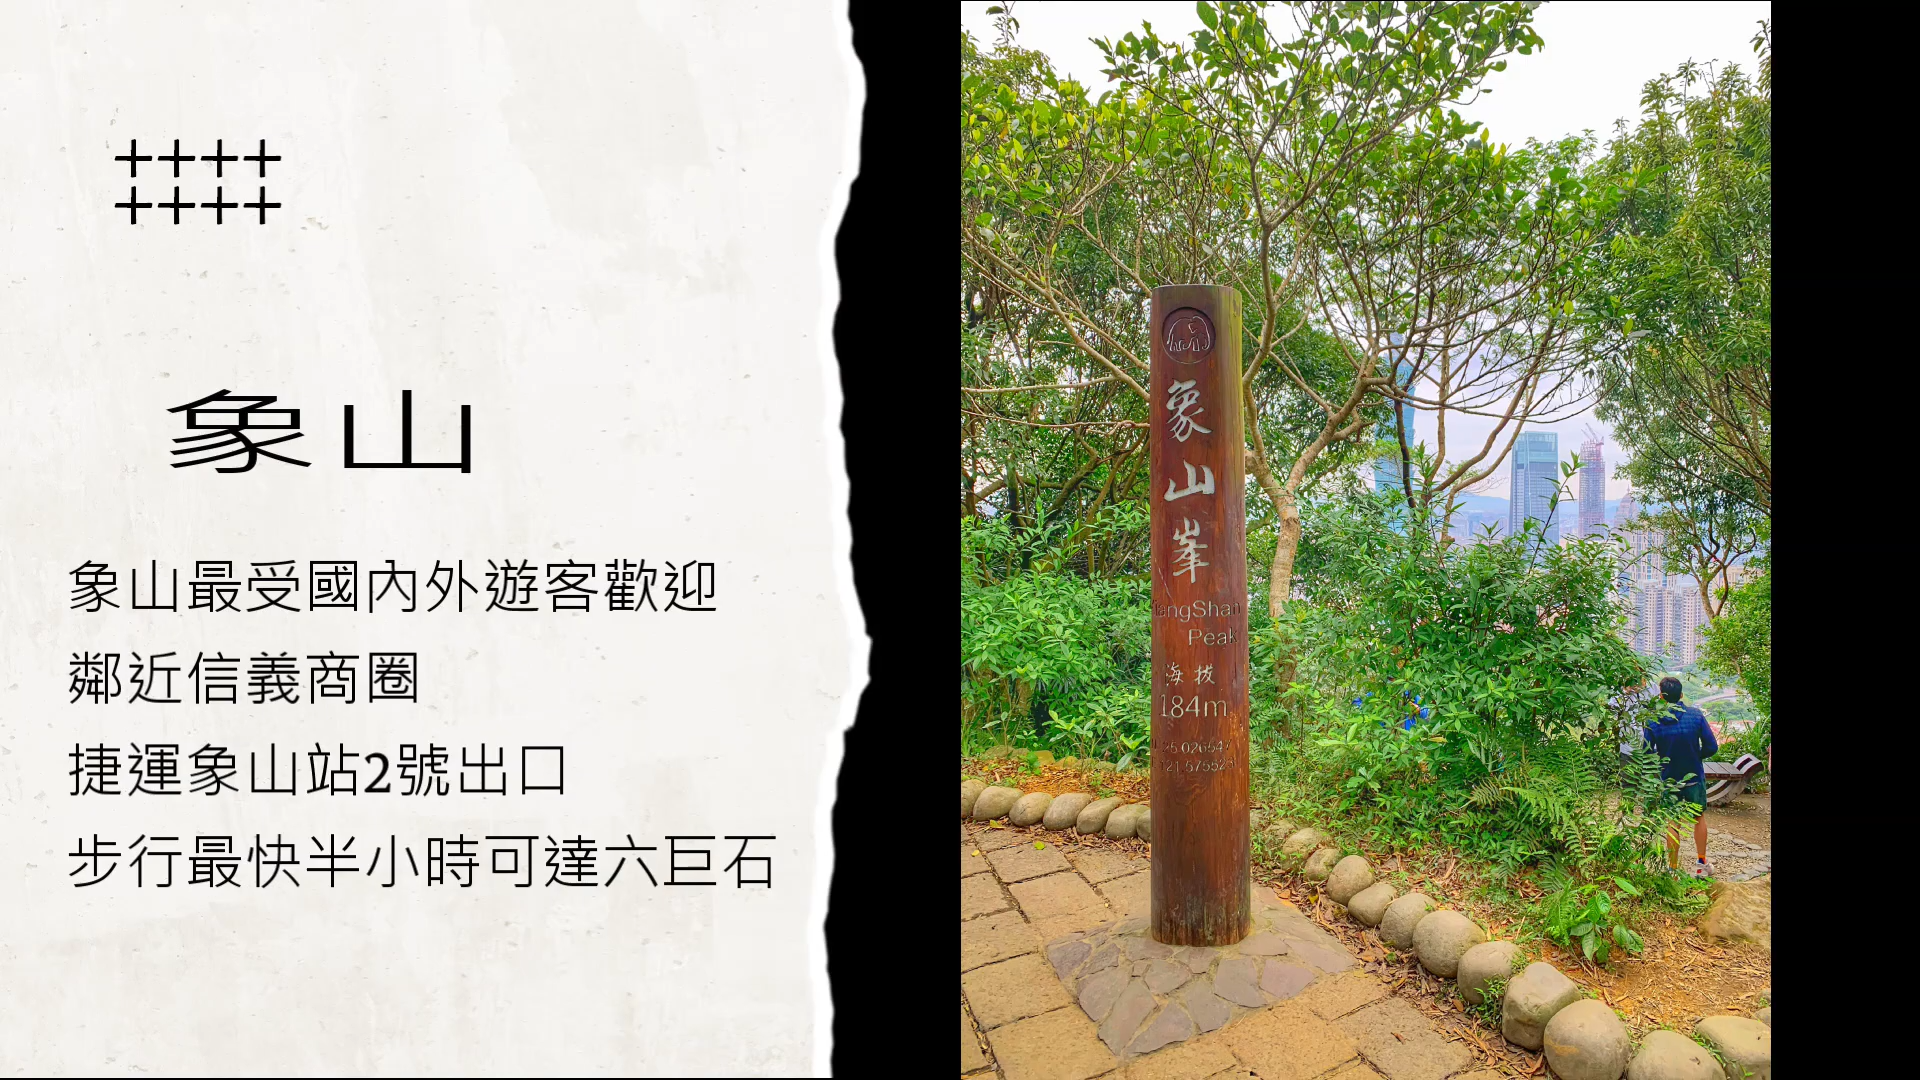 象山
象山最受國內外遊客歡迎
鄰近信義商圈
捷運象山站2號出口
步行最快半小時可達六巨石
象山峯
iangShan
Peak
海拔
184m